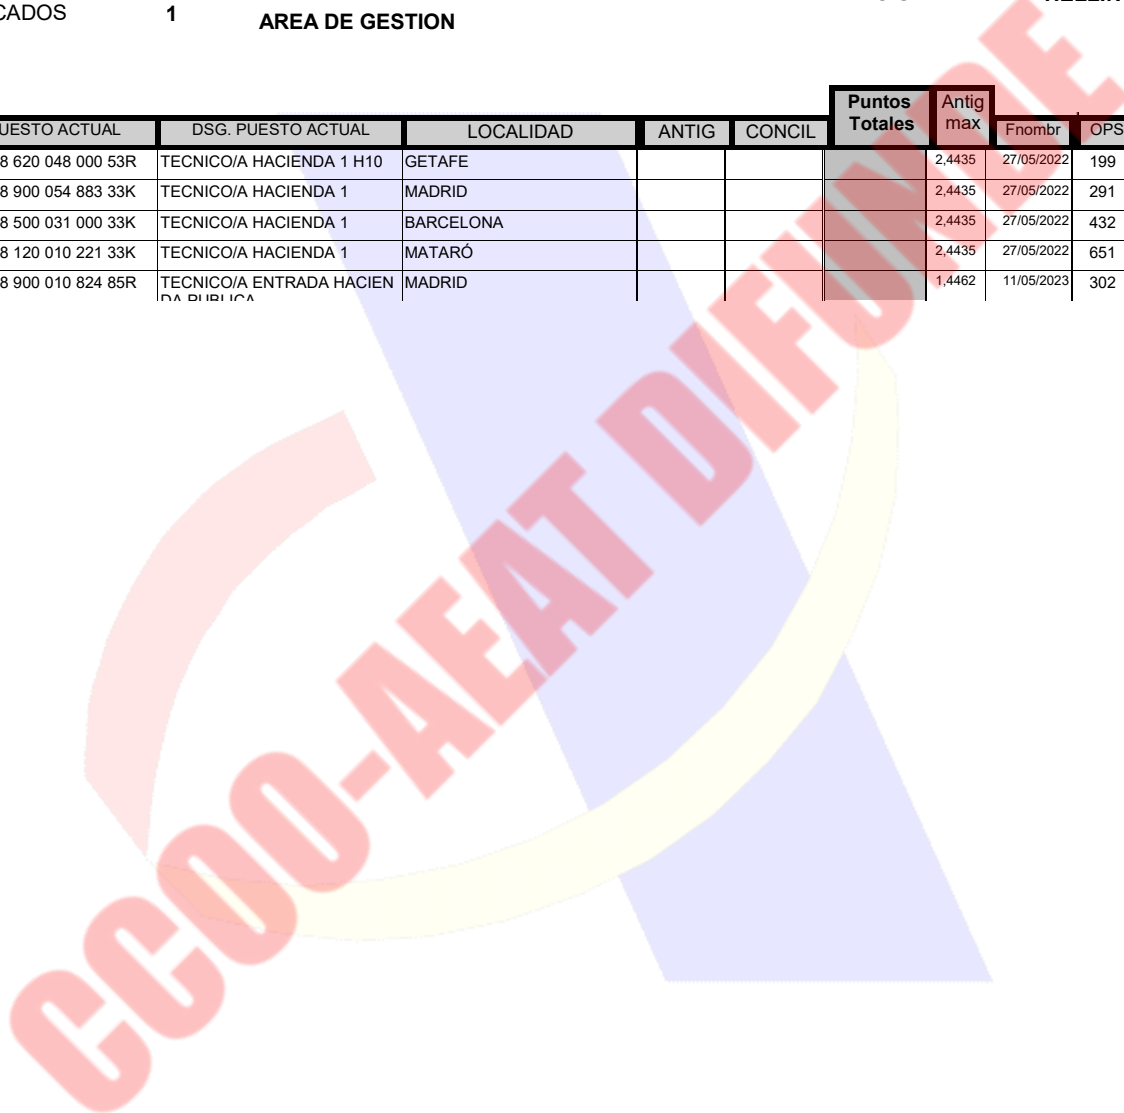 CADOS 1 AREA DE GESTION
UESTO ACTUAL DSG. PUESTO ACTUAL LOCALIDAD ANTIG CONCIL Puntos Totales Antig max Fnombr OPS
8 620 048 000 53R TECNICO/A HACIENDA 1 H10 GETAFE 2,4435 27/05/2022 199
8 900 054 883 33K TECNICO/A HACIENDA 1 MADRID 2,4435 27/05/2022 291
8 500 031 000 33K TECNICO/A HACIENDA 1 BARCELONA 2,4435 27/05/2022 432
8 120 010 221 33K TECNICO/A HACIENDA 1 MATARÓ 2,4435 27/05/2022 651
8 900 010 824 85R TECNICO/A ENTRADA HACIEN MADRID 1,4462 11/05/2023 302
DA PUBLICA
CCOO-AEAT DIFUNDE